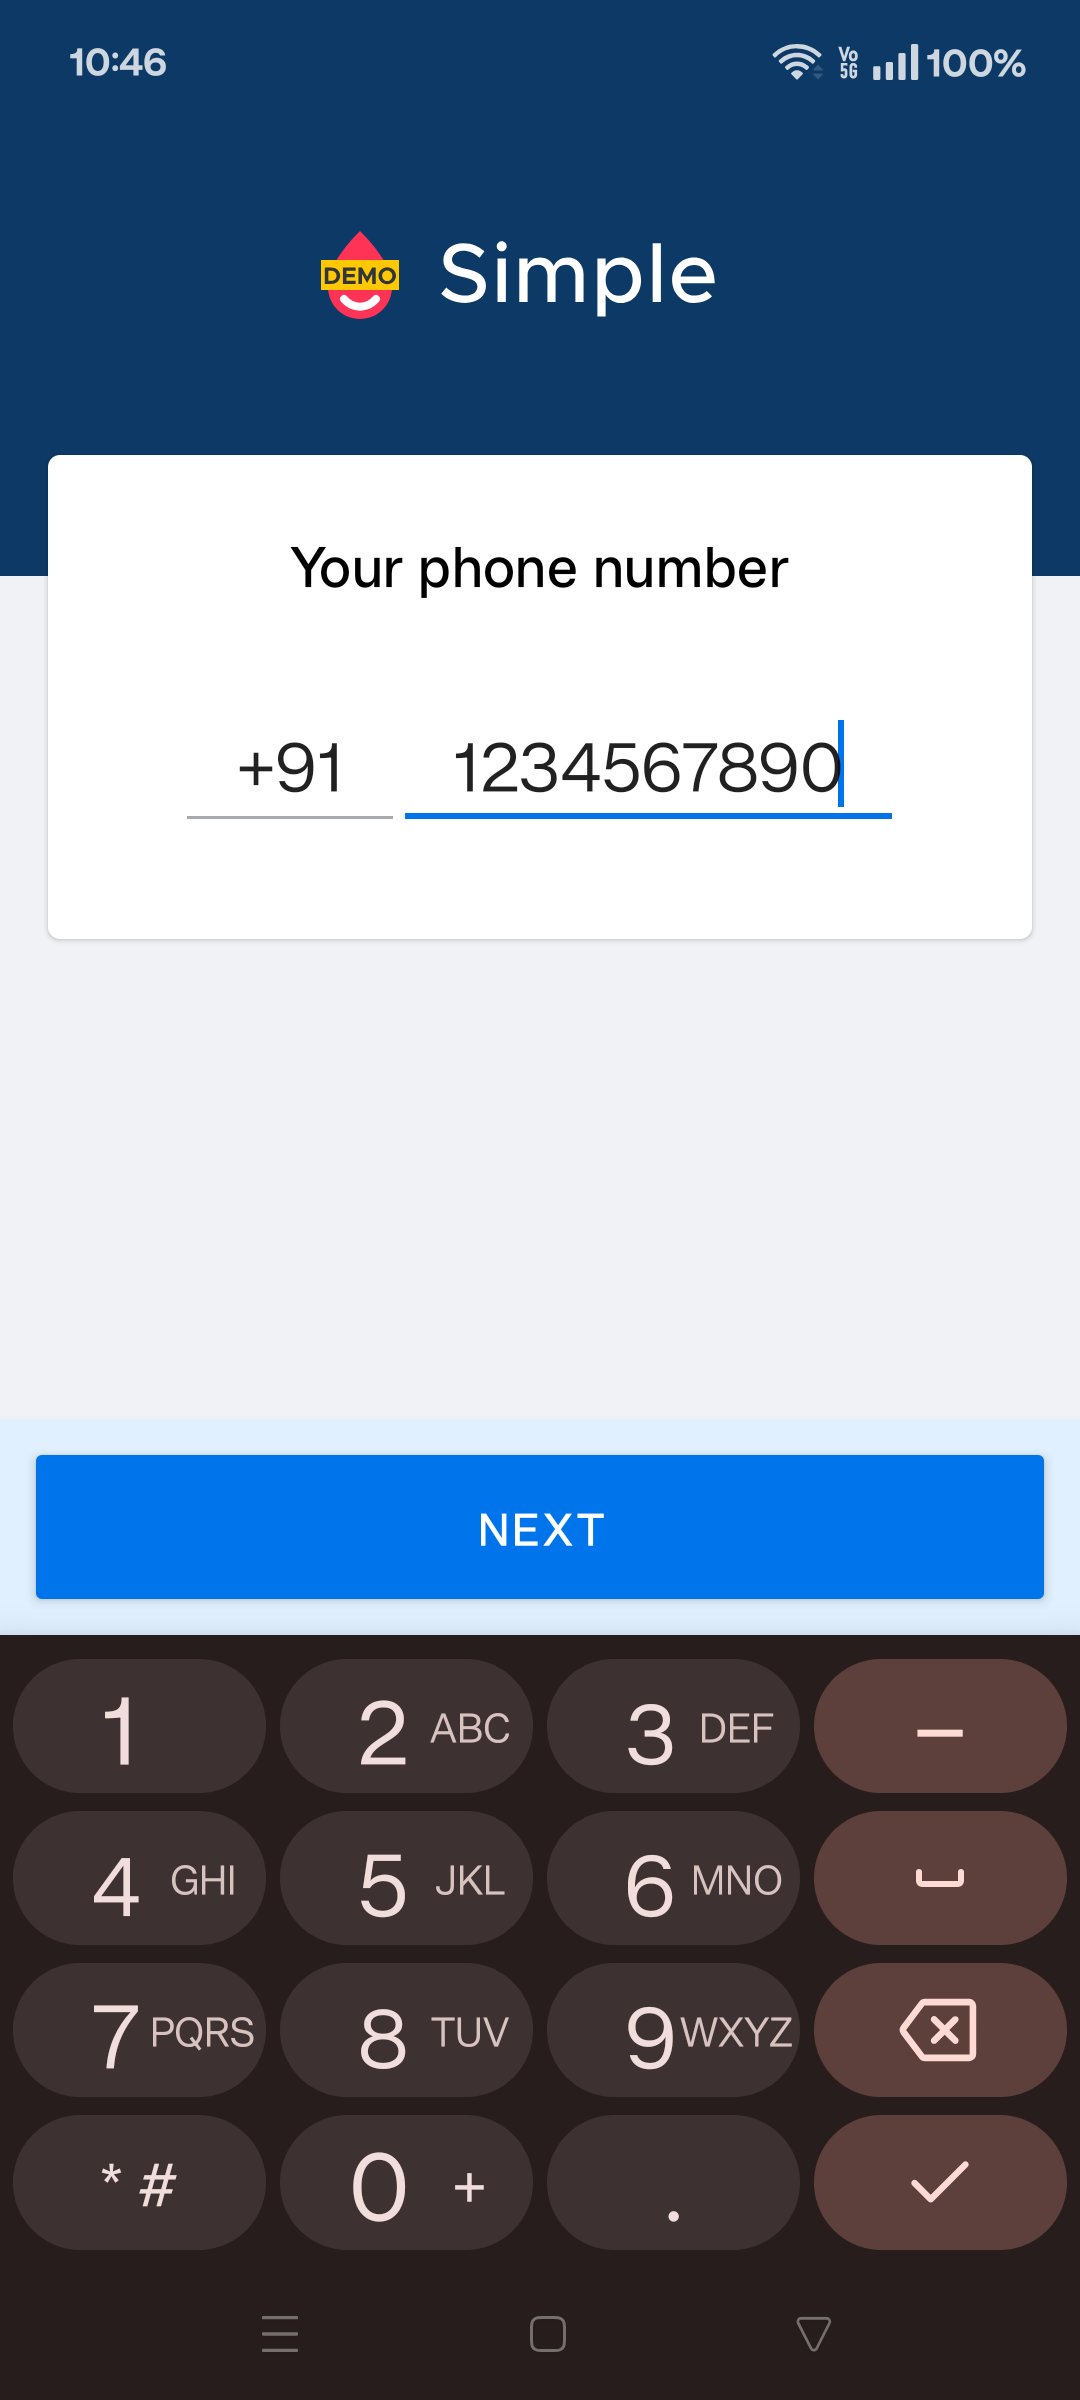 10:46
Vo 5G 100%
DEMO Simple
Your phone number
+91 1234567890
NEXT
1 2 ABC 3 DEF –
4 GHI 5 JKL 6 MNO
7 PQRS 8 TUV 9 WXYZ
* # 0 + .